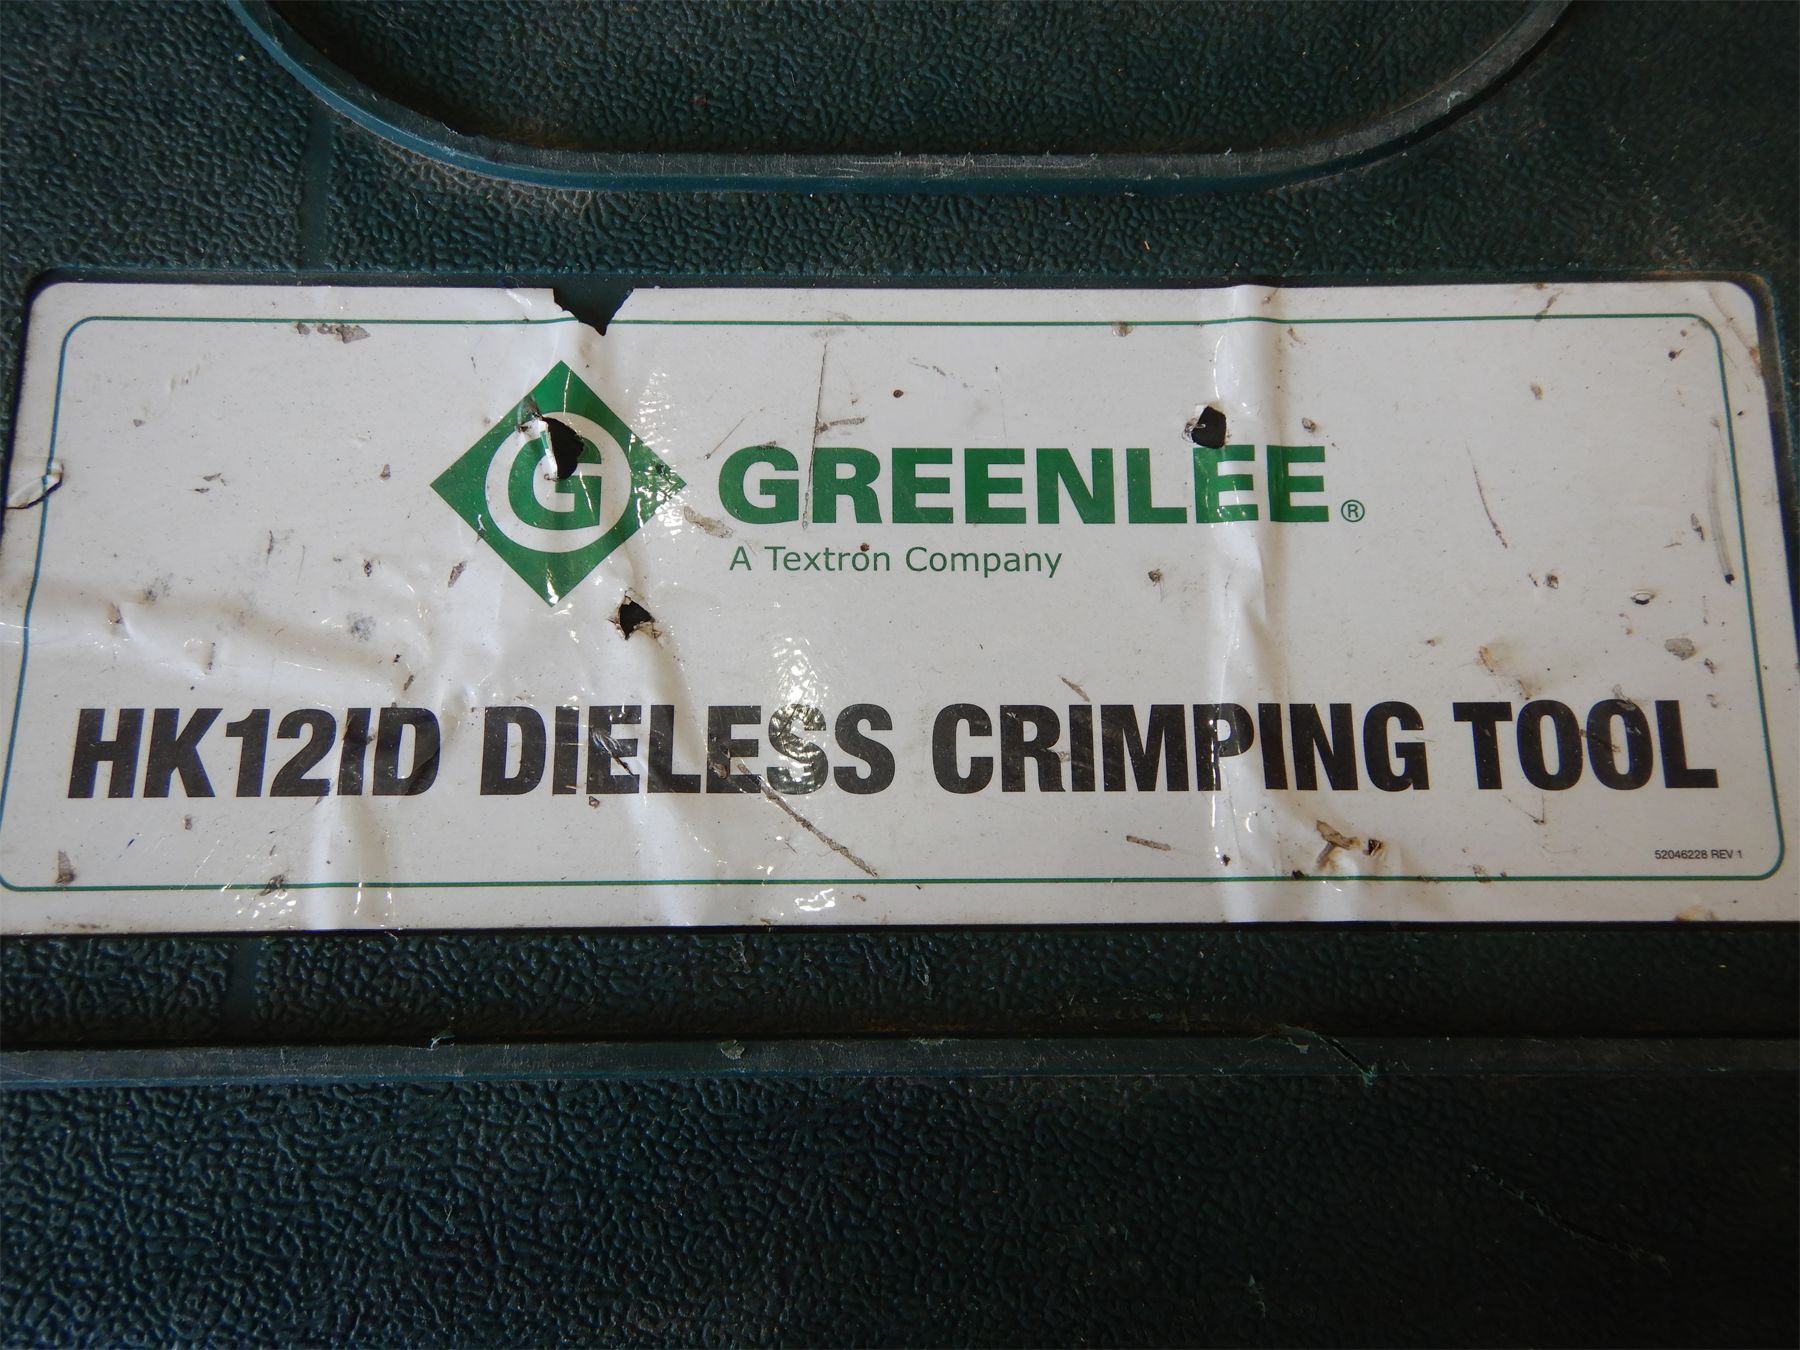 G GREENLEE®
A Textron Company
HK12ID DIELESS CRIMPING TOOL
52046228 REV 1